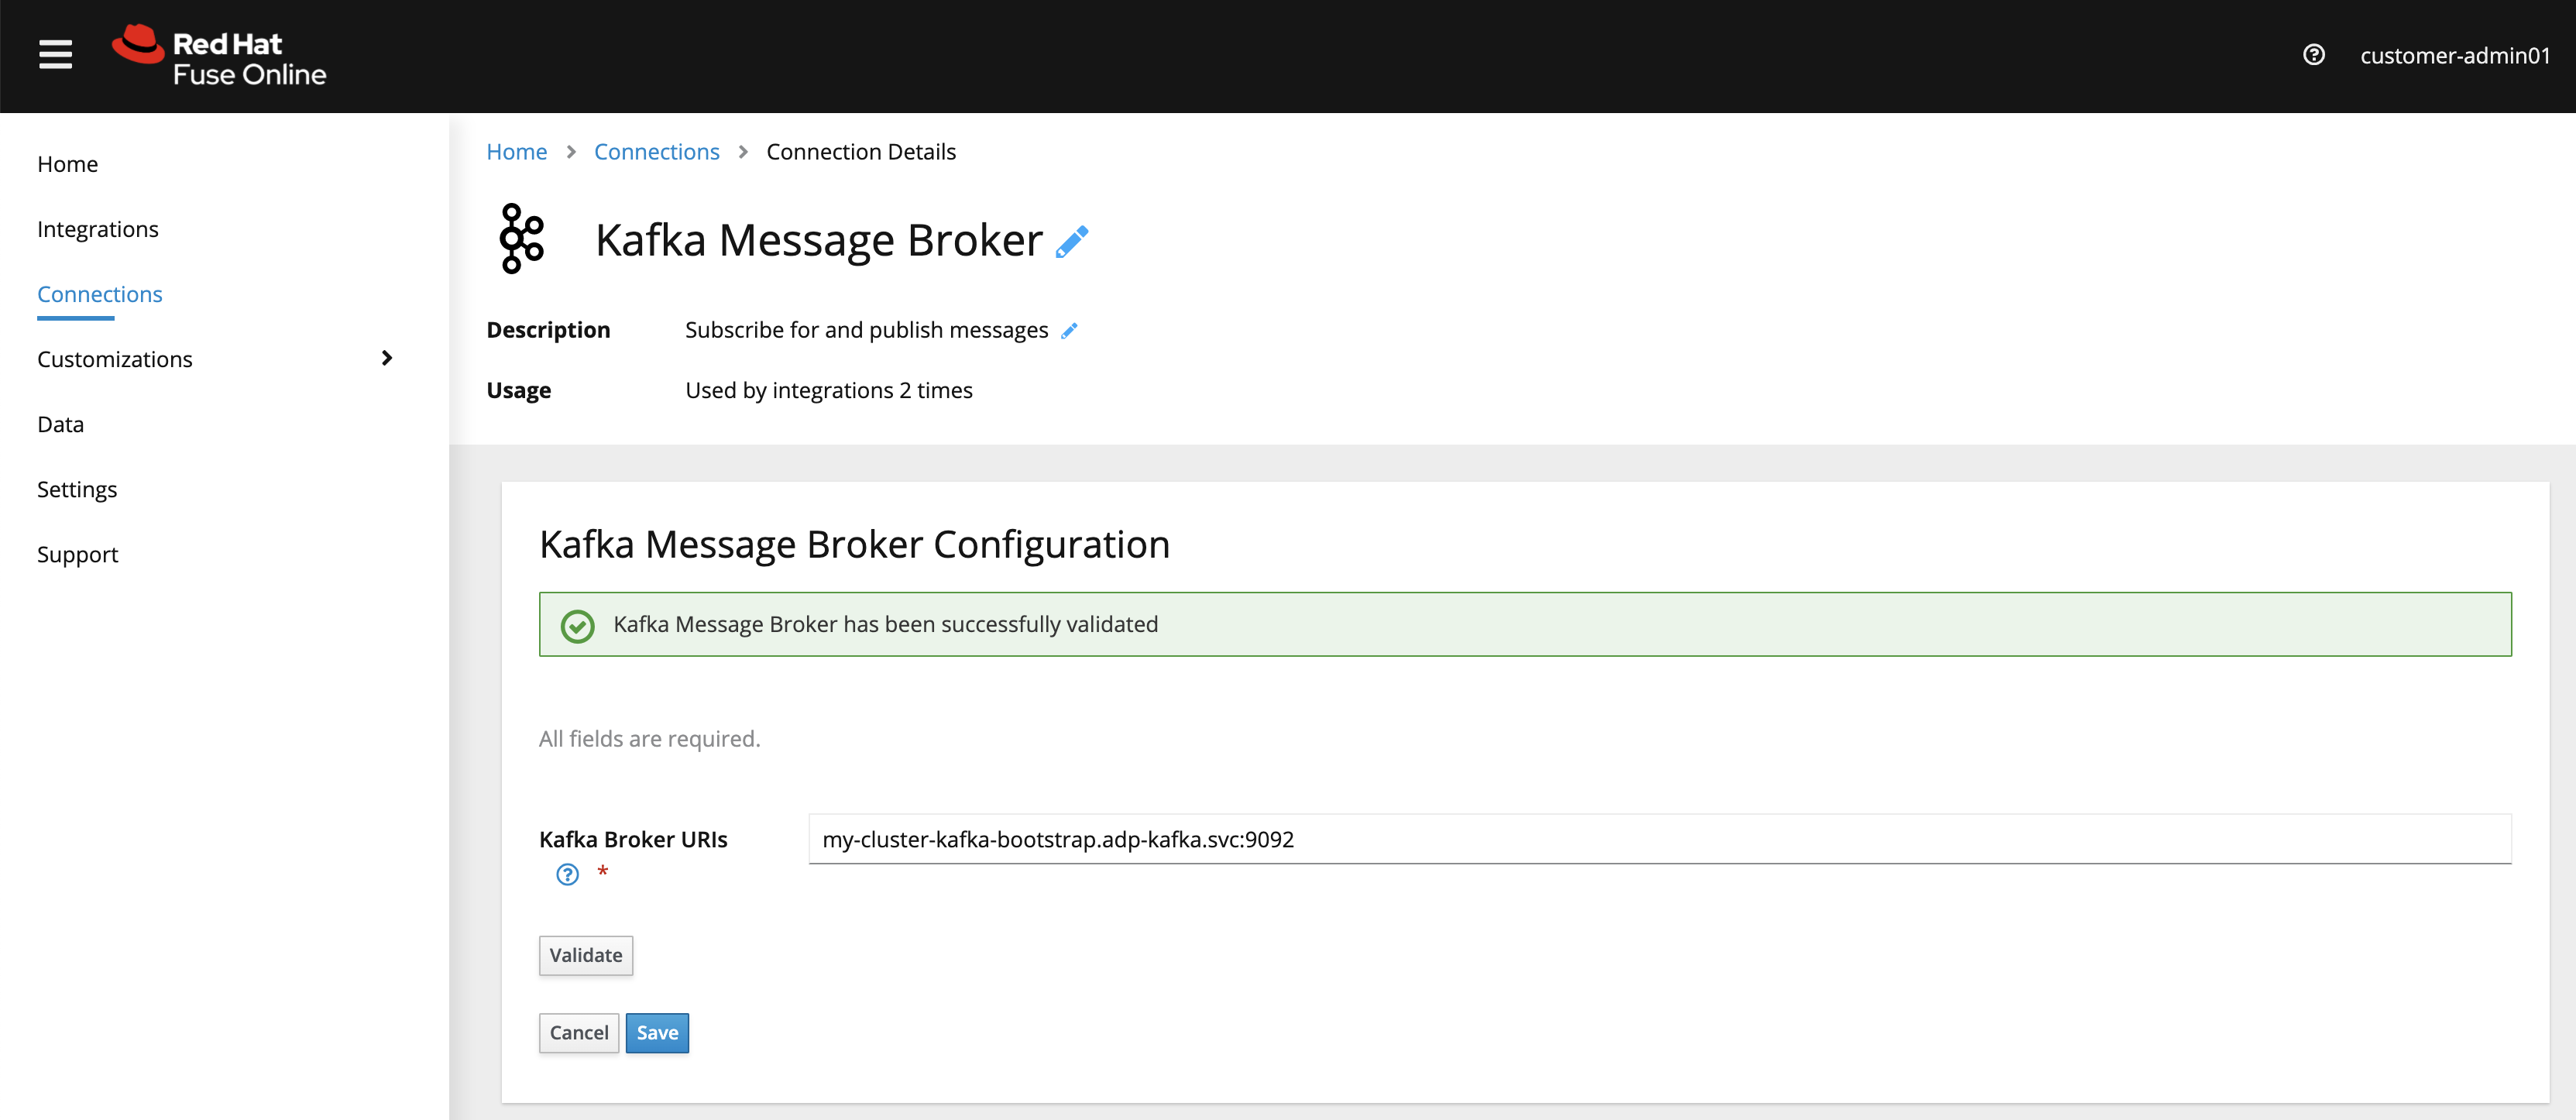 Red Hat
Fuse Online
customer-admin01
Home
Integrations
Connections
Customizations
Data
Settings
Support
Home > Connections > Connection Details
Kafka Message Broker
Description Subscribe for and publish messages
Usage Used by integrations 2 times
Kafka Message Broker Configuration
Kafka Message Broker has been successfully validated
All fields are required.
Kafka Broker URIs my-cluster-kafka-bootstrap.adp-kafka.svc:9092
*
Validate
Cancel Save